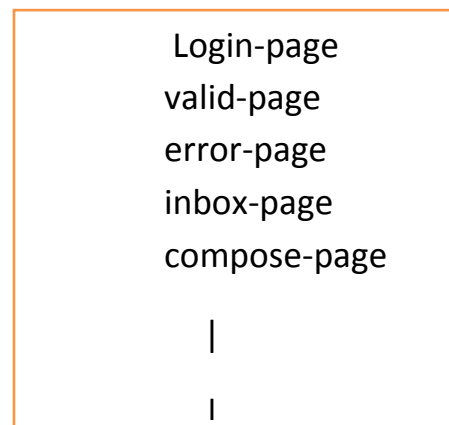 Login-page
valid-page
error-page
inbox-page
compose-page
|
|